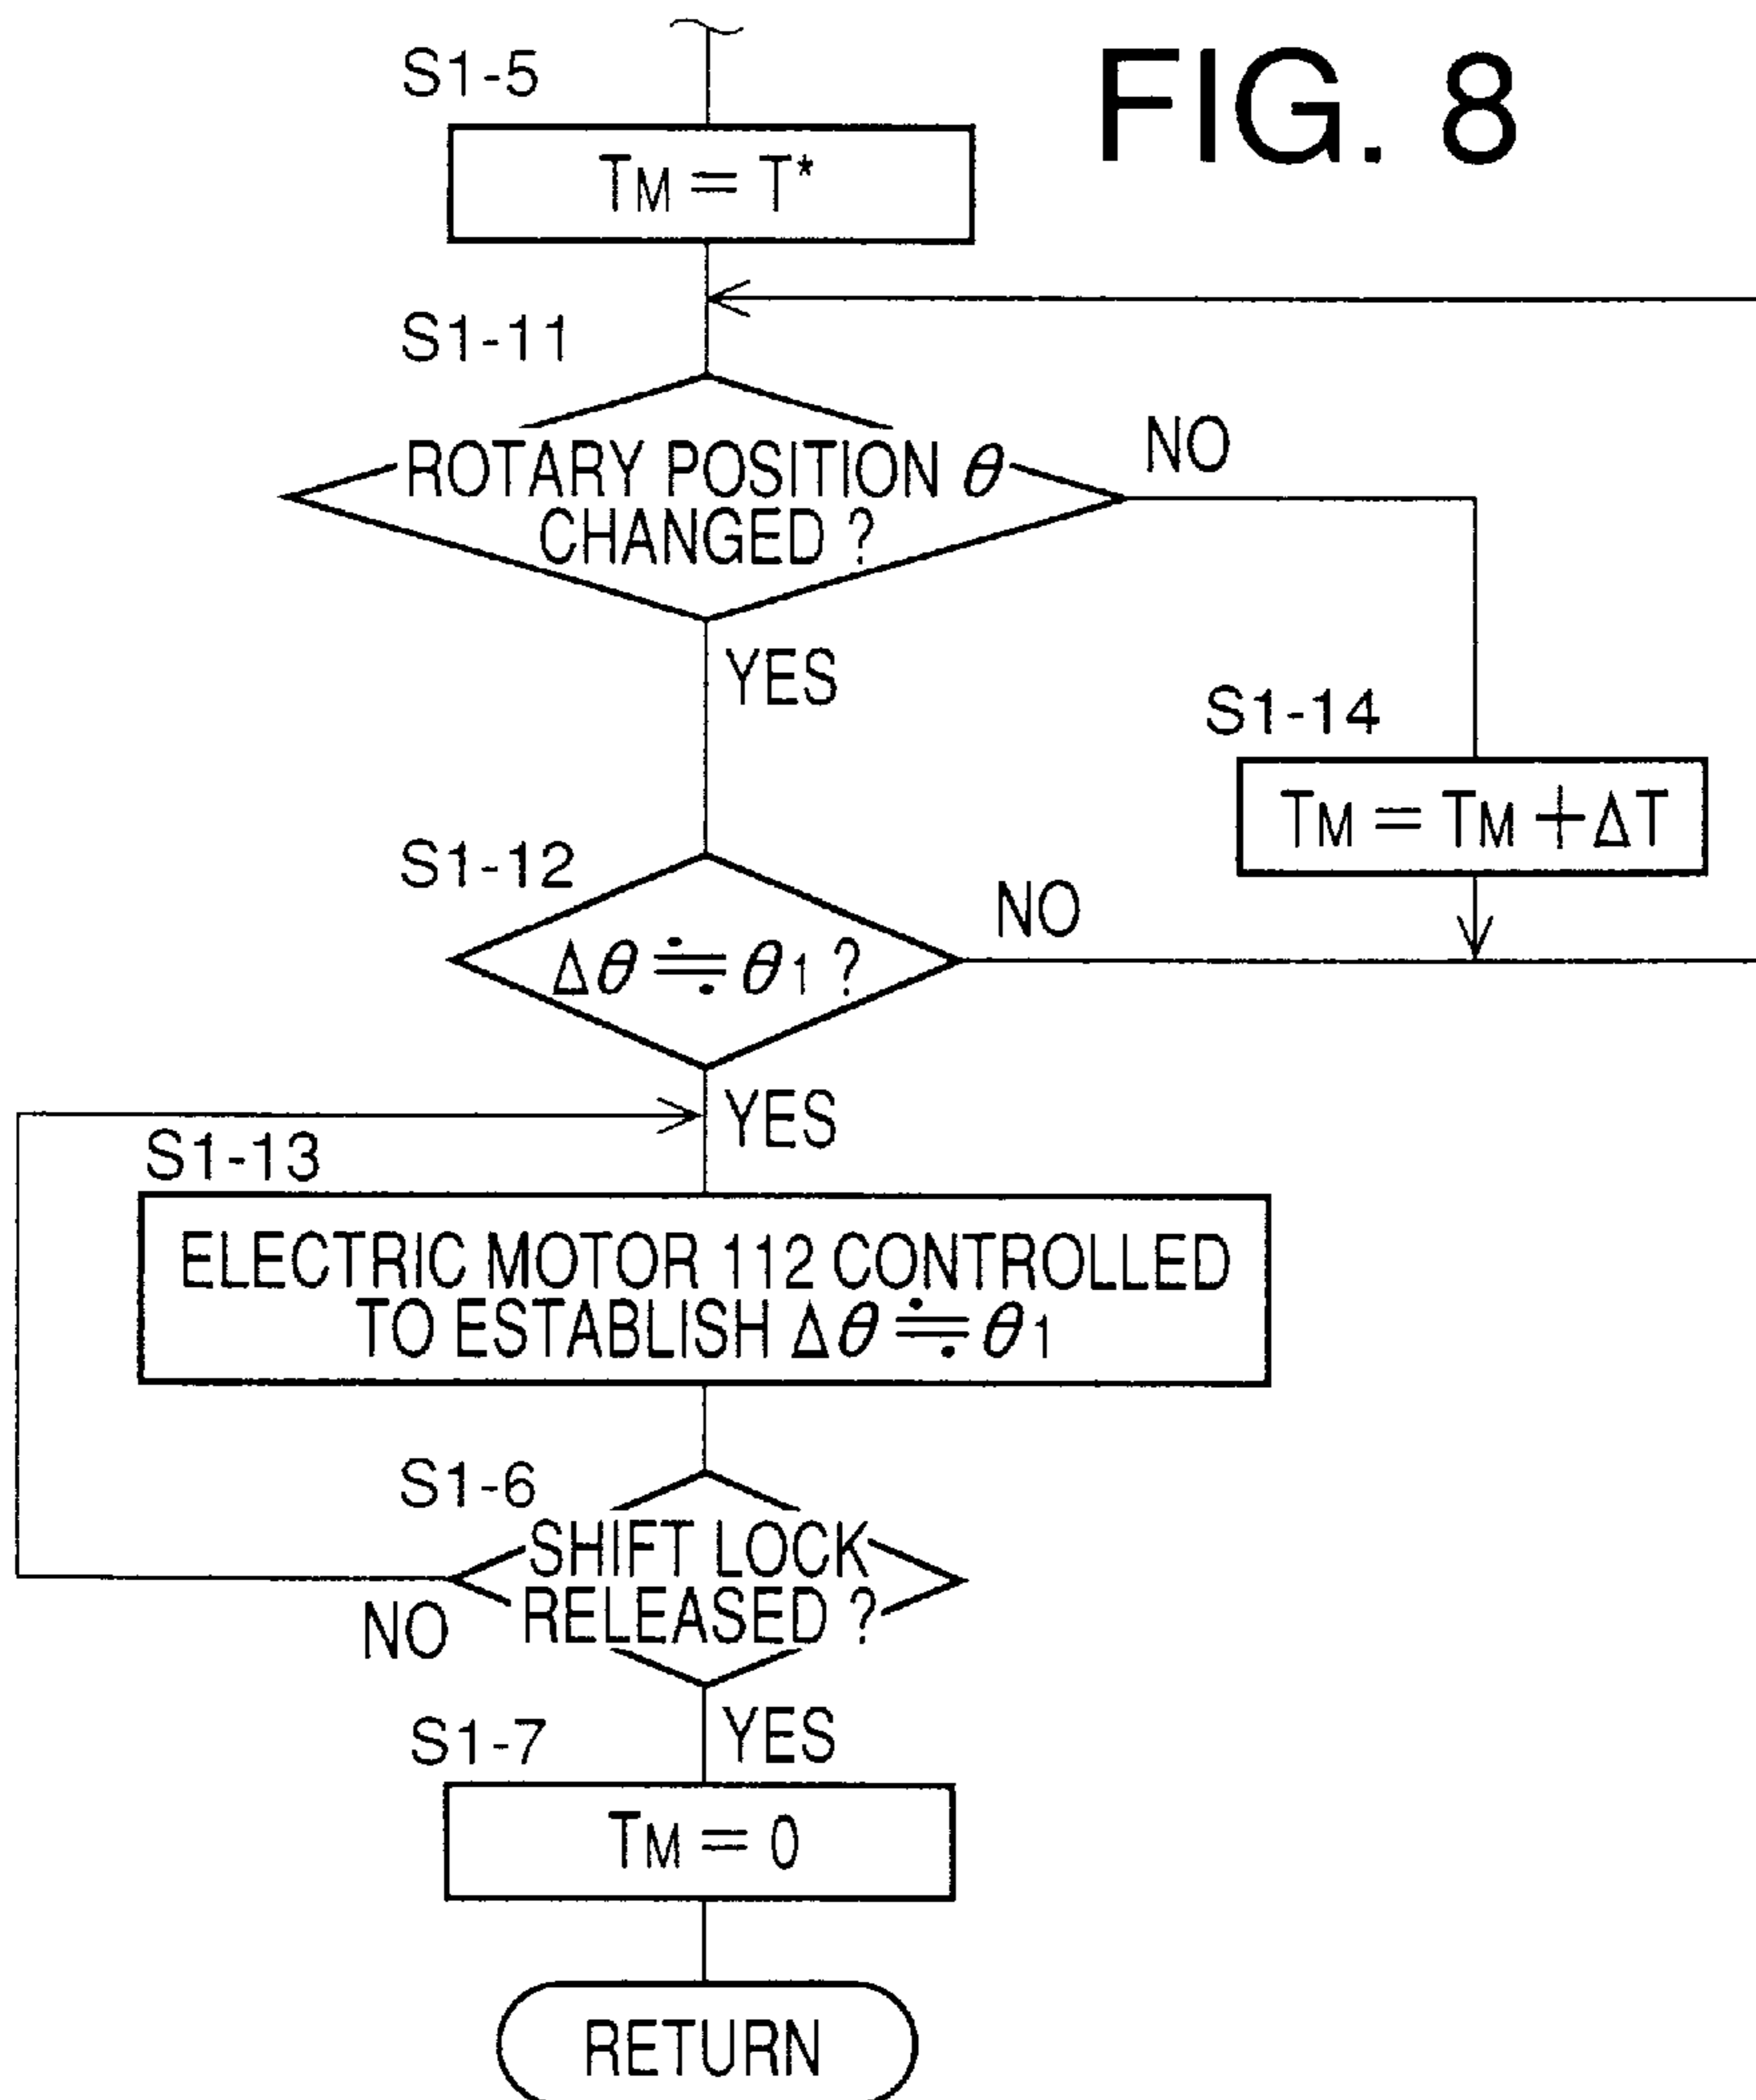 FIG. 8
S1-5
TM = T*
S1-11
ROTARY POSITION θ
CHANGED ?
NO
YES
S1-14
TM = TM + ΔT
S1-12
Δθ ≒ θ1 ?
NO
YES
S1-13
ELECTRIC MOTOR 112 CONTROLLED
TO ESTABLISH Δθ ≒ θ1
S1-6
SHIFT LOCK
RELEASED ?
NO
YES
S1-7
TM = 0
RETURN